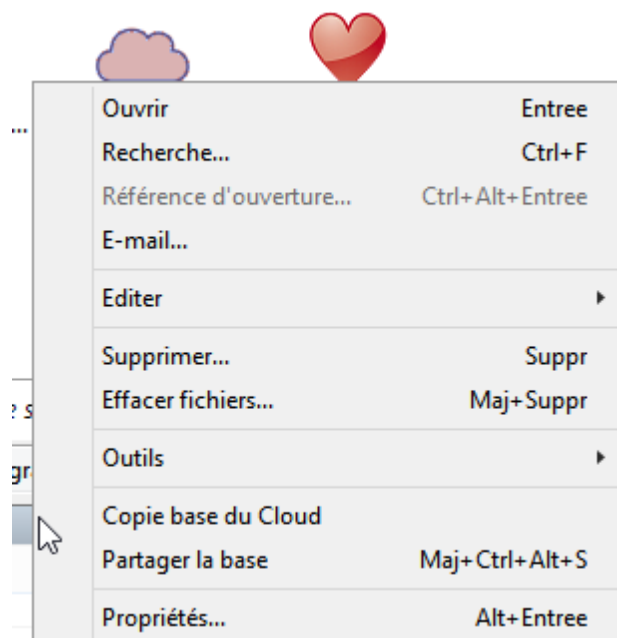 Ouvrir Entree
...
Recherche... Ctrl+F
Référence d'ouverture... Ctrl+Alt+Entree
E-mail...
Editer
Supprimer... Suppr
Effacer fichiers... Maj+Suppr
Outils
Copie base du Cloud
Partager la base Maj+Ctrl+Alt+S
Propriétés... Alt+Entree